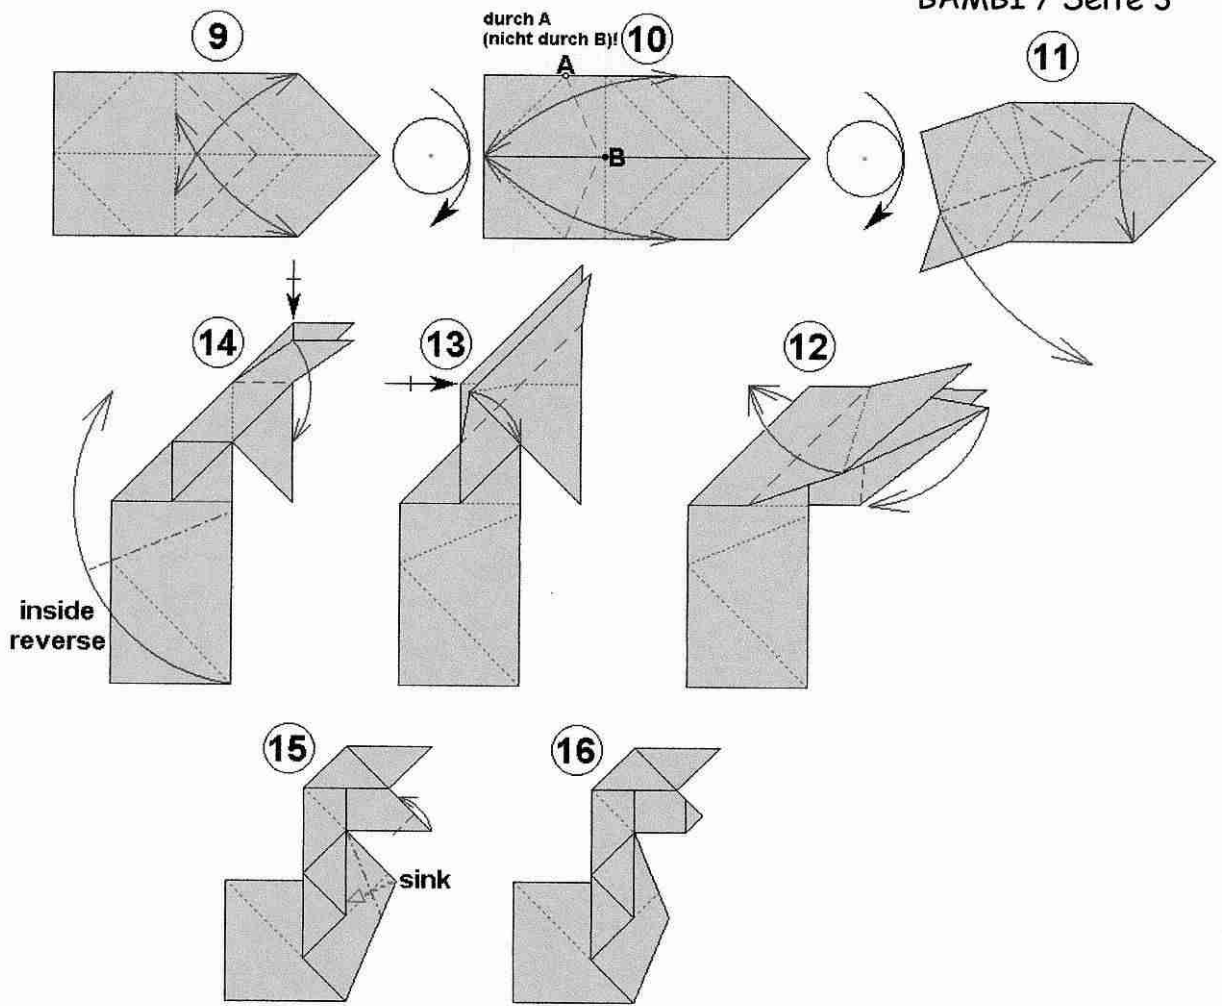 BAMBI / Seite 3
9
durch A
(nicht durch B)!
10
A
B
11
14
13
12
inside
reverse
15
sink
16